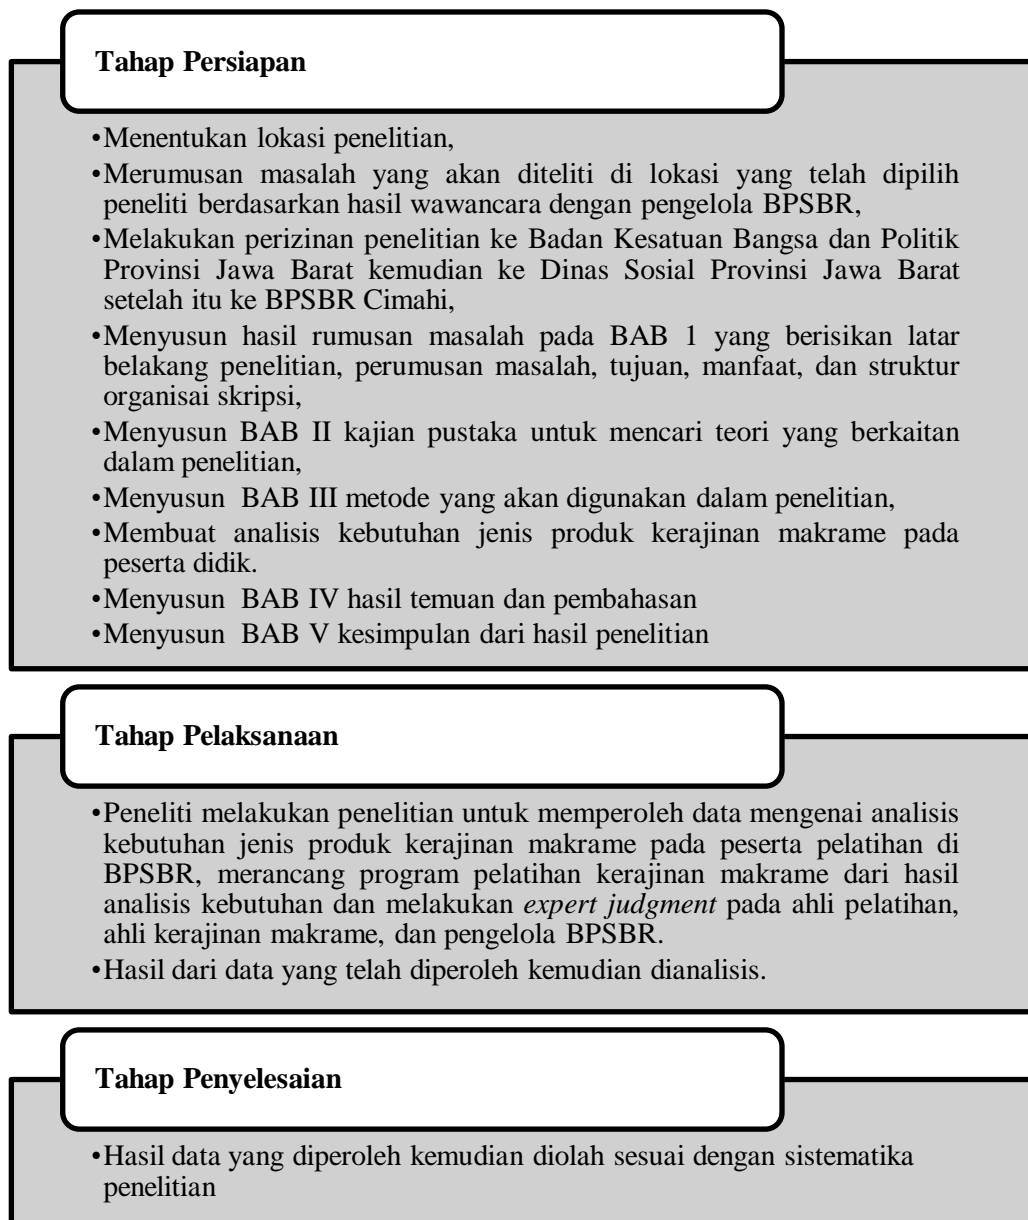 Tahap Persiapan
•Menentukan lokasi penelitian,
•Merumusan masalah yang akan diteliti di lokasi yang telah dipilih
peneliti berdasarkan hasil wawancara dengan pengelola BPSBR,
•Melakukan perizinan penelitian ke Badan Kesatuan Bangsa dan Politik
Provinsi Jawa Barat kemudian ke Dinas Sosial Provinsi Jawa Barat
setelah itu ke BPSBR Cimahi,
•Menyusun hasil rumusan masalah pada BAB 1 yang berisikan latar
belakang penelitian, perumusan masalah, tujuan, manfaat, dan struktur
organisai skripsi,
•Menyusun BAB II kajian pustaka untuk mencari teori yang berkaitan
dalam penelitian,
•Menyusun BAB III metode yang akan digunakan dalam penelitian,
•Membuat analisis kebutuhan jenis produk kerajinan makrame pada
peserta didik.
•Menyusun BAB IV hasil temuan dan pembahasan
•Menyusun BAB V kesimpulan dari hasil penelitian
Tahap Pelaksanaan
•Peneliti melakukan penelitian untuk memperoleh data mengenai analisis
kebutuhan jenis produk kerajinan makrame pada peserta pelatihan di
BPSBR, merancang program pelatihan kerajinan makrame dari hasil
analisis kebutuhan dan melakukan expert judgment pada ahli pelatihan,
ahli kerajinan makrame, dan pengelola BPSBR.
•Hasil dari data yang telah diperoleh kemudian dianalisis.
Tahap Penyelesaian
•Hasil data yang diperoleh kemudian diolah sesuai dengan sistematika
penelitian